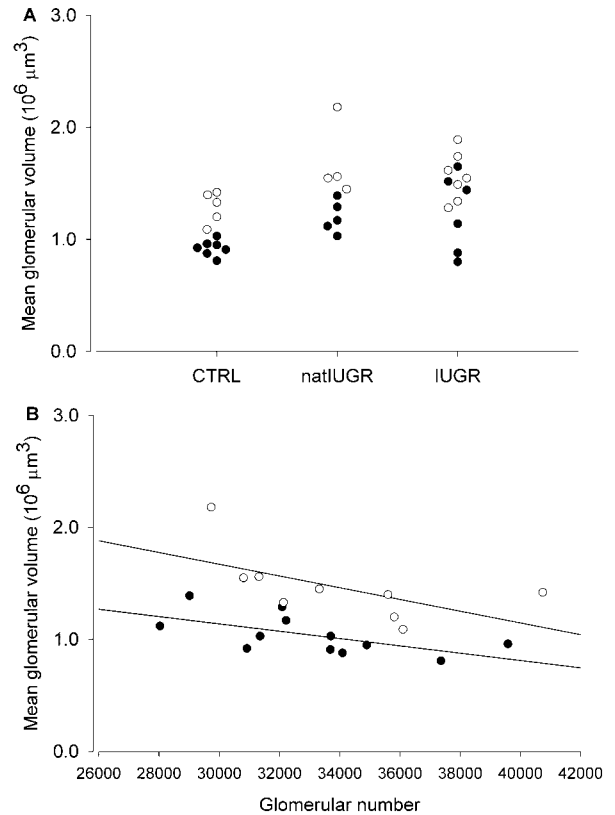 A
Mean glomerular volume (10⁶ μm³)
3.0
2.0
1.0
0.0
CTRL natIUGR IUGR
B
Mean glomerular volume (10⁶ μm³)
3.0
2.0
1.0
0.0
26000 28000 30000 32000 34000 36000 38000 40000 42000
Glomerular number